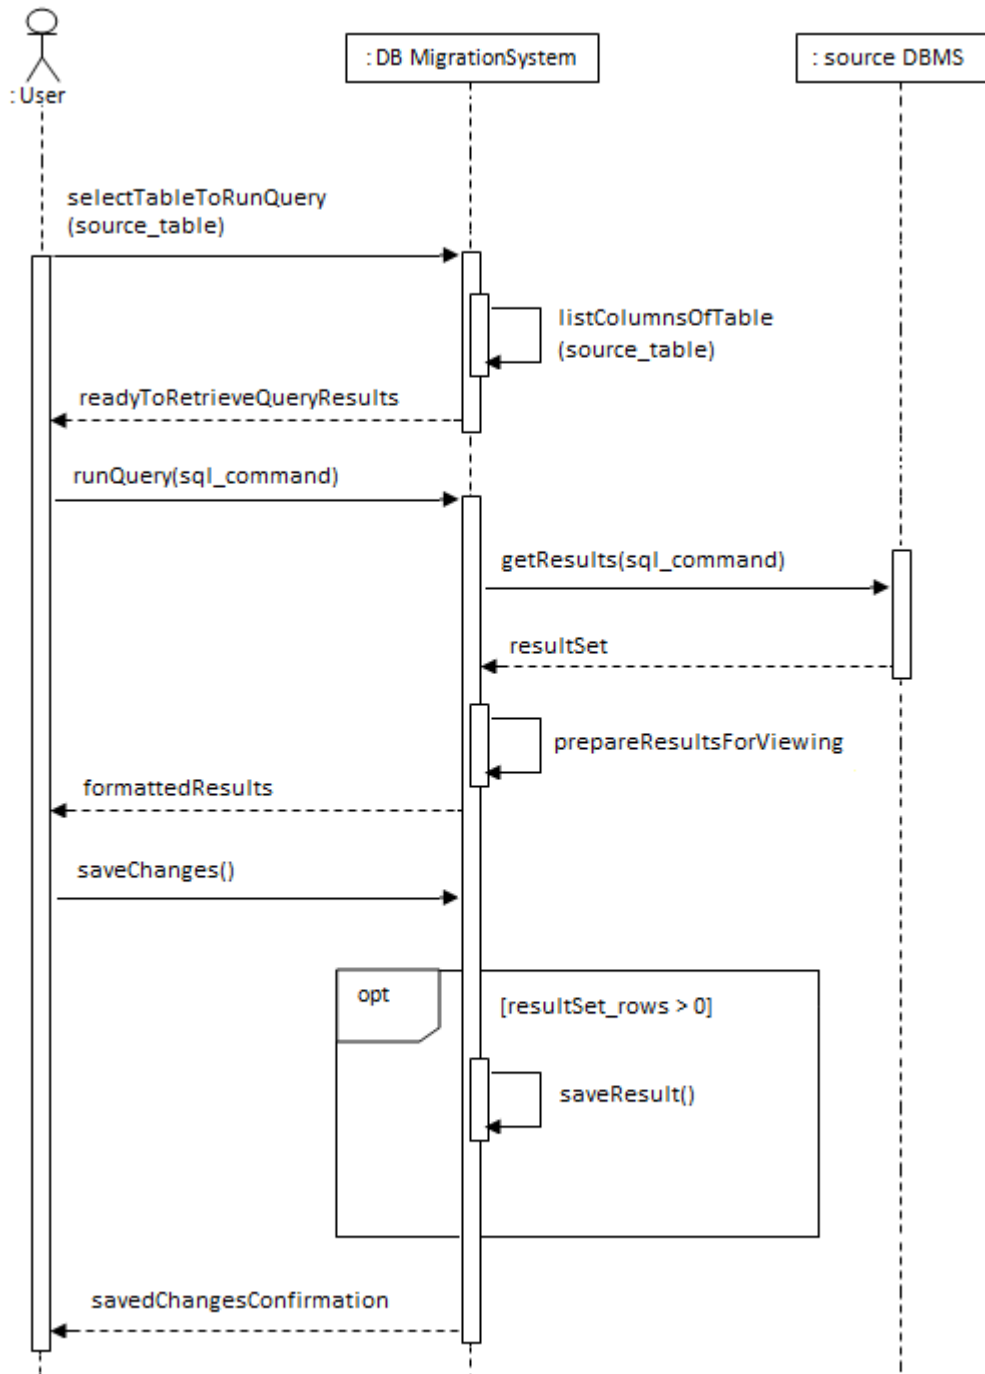 : User
: DB MigrationSystem
: source DBMS
selectTableToRunQuery
(source_table)
listColumnsOfTable
(source_table)
readyToRetrieveQueryResults
runQuery(sql_command)
getResults(sql_command)
resultSet
prepareResultsForViewing
formattedResults
saveChanges()
opt
[resultSet_rows > 0]
saveResult()
savedChangesConfirmation